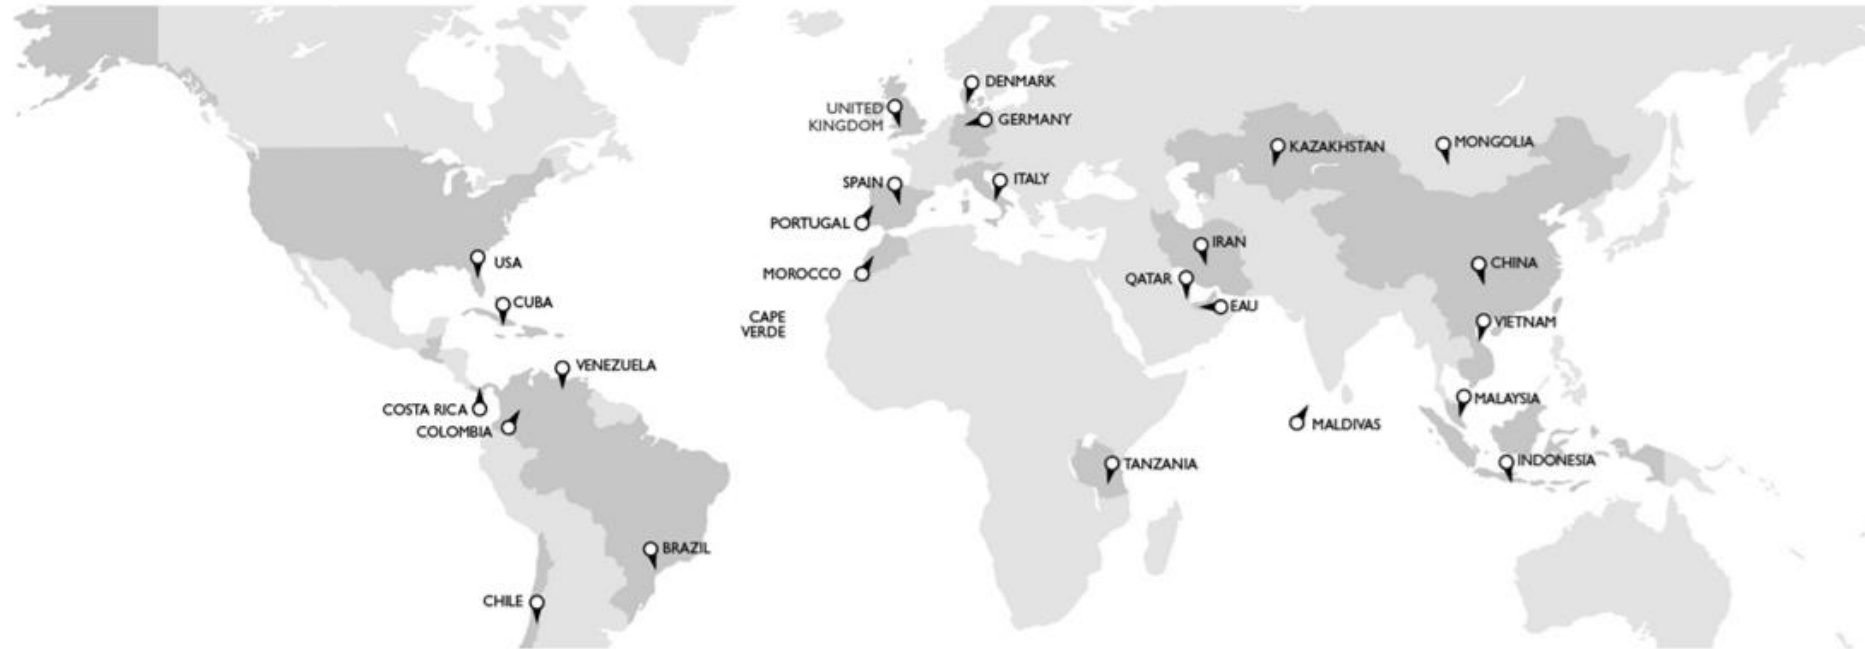 DENMARK
UNITED
KINGDOM
GERMANY
KAZAKHSTAN
MONGOLIA
SPAIN
ITALY
PORTUGAL
IRAN
USA
MOROCCO
QATAR
CHINA
CUBA
EAU
CAPE
VERDE
VIETNAM
VENEZUELA
COSTA RICA
COLOMBIA
MALDIVAS
MALAYSIA
TANZANIA
INDONESIA
BRAZIL
CHILE